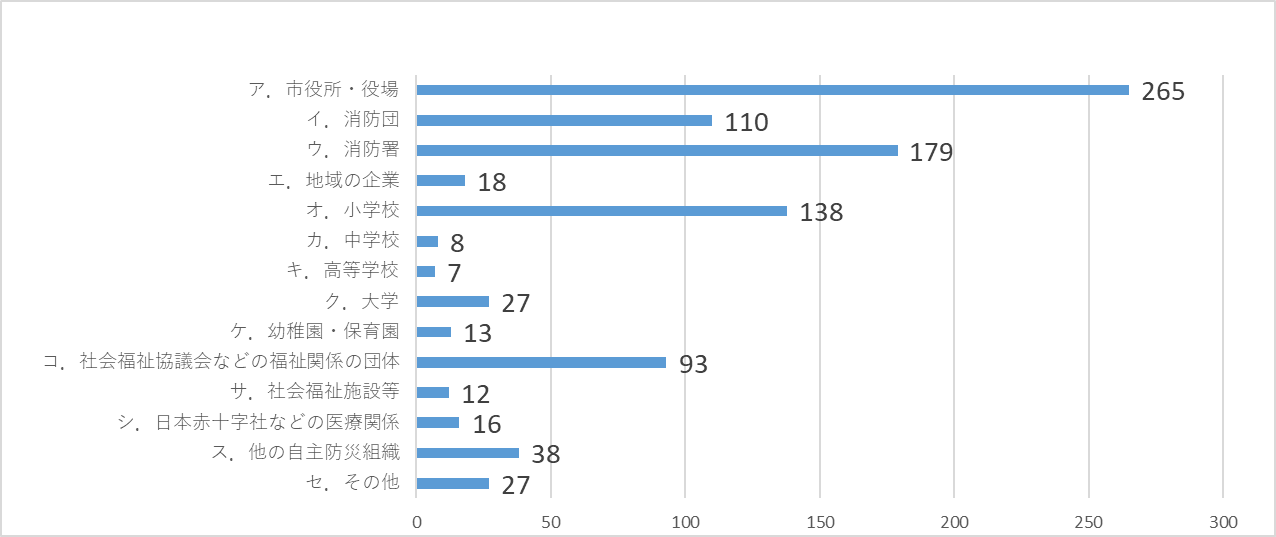 ア．市役所・役場 265
イ．消防団 110
ウ．消防署 179
エ．地域の企業 18
オ．小学校 138
カ．中学校 8
キ．高等学校 7
ク．大学 27
ケ．幼稚園・保育園 13
コ．社会福祉協議会などの福祉関係の団体 93
サ．社会福祉施設等 12
シ．日本赤十字社などの医療関係 16
ス．他の自主防災組織 38
セ．その他 27
0 50 100 150 200 250 300